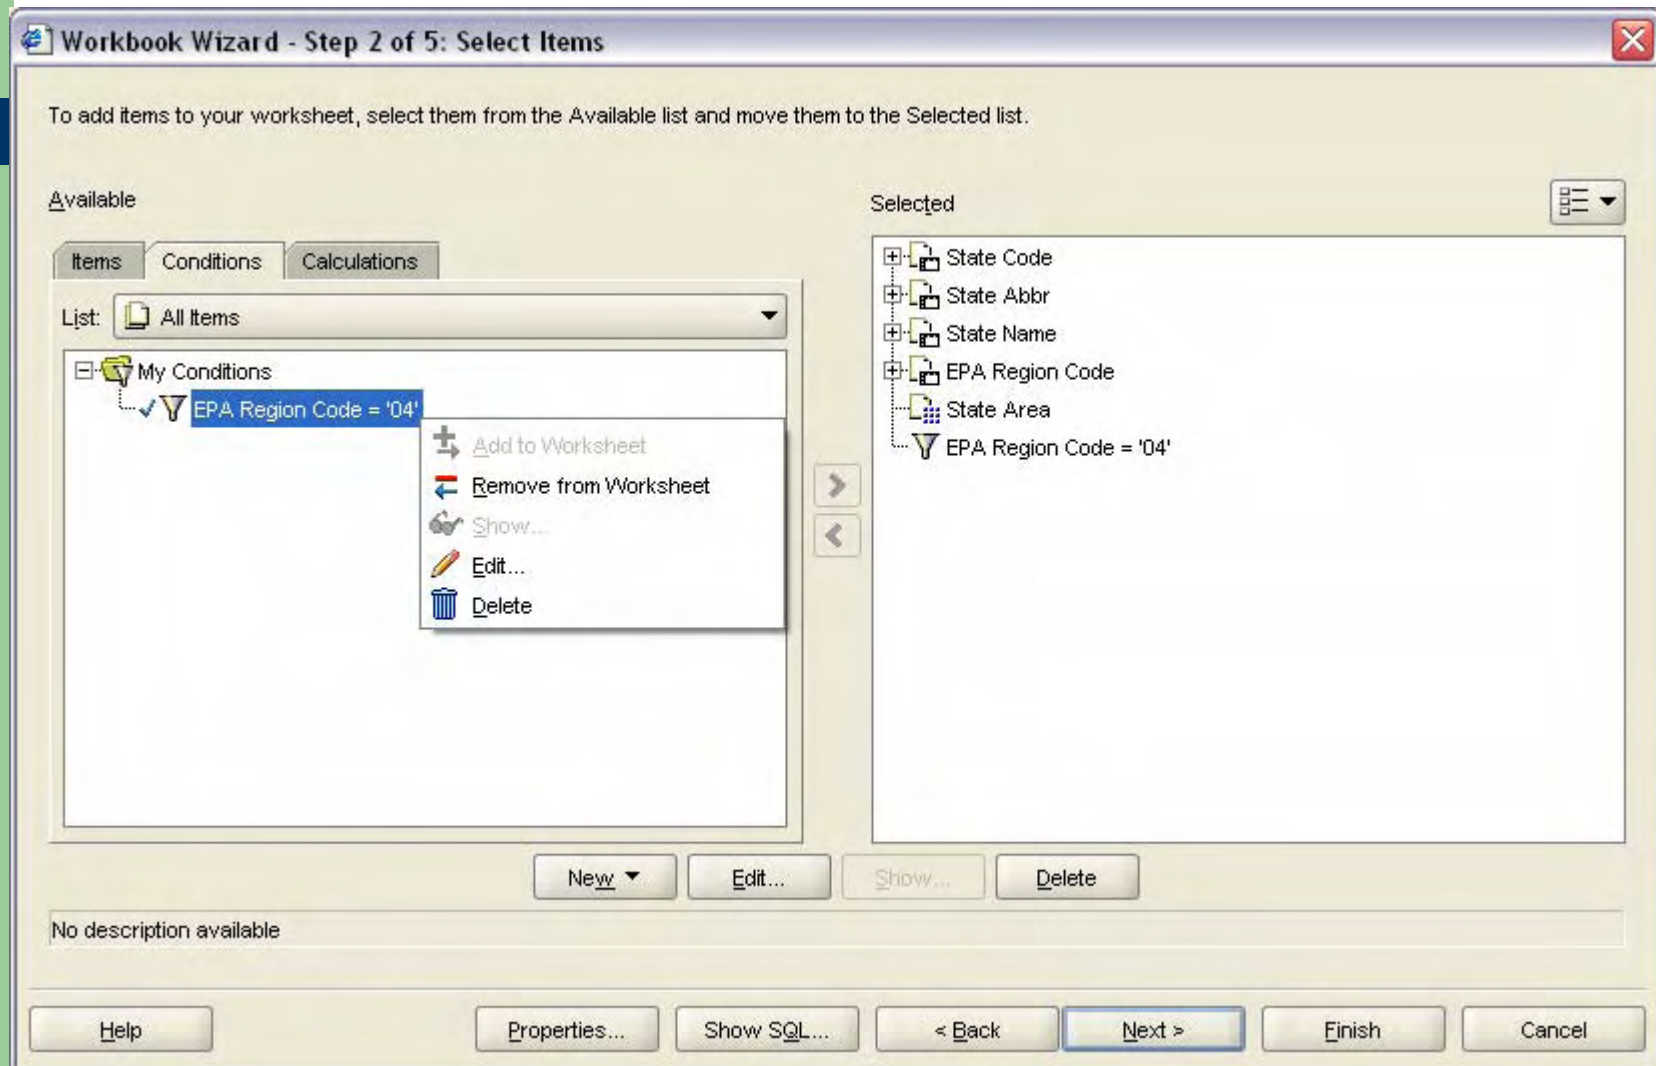 Workbook Wizard - Step 2 of 5: Select Items
To add items to your worksheet, select them from the Available list and move them to the Selected list.
Available
Selected
Items Conditions Calculations
List: All Items
My Conditions
EPA Region Code = '04'
Add to Worksheet
Remove from Worksheet
Show...
Edit...
Delete
State Code
State Abbr
State Name
EPA Region Code
State Area
EPA Region Code = '04'
New Edit... Show... Delete
No description available
Help Properties... Show SQL... < Back Next > Finish Cancel